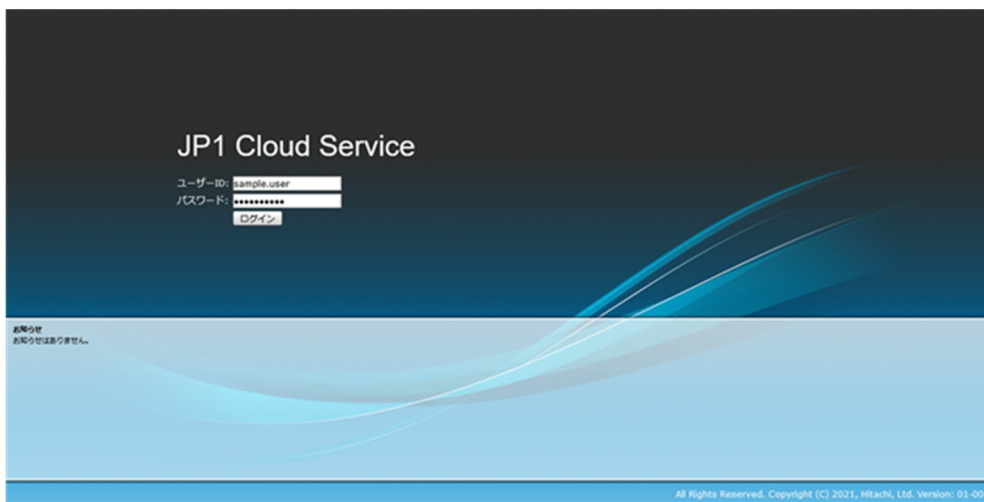 JP1 Cloud Service
ユーザーID: sample.user
パスワード: ••••••••••
ログイン
お知らせ
お知らせはありません。
All Rights Reserved. Copyright (C) 2021, Hitachi, Ltd. Version: 01-00